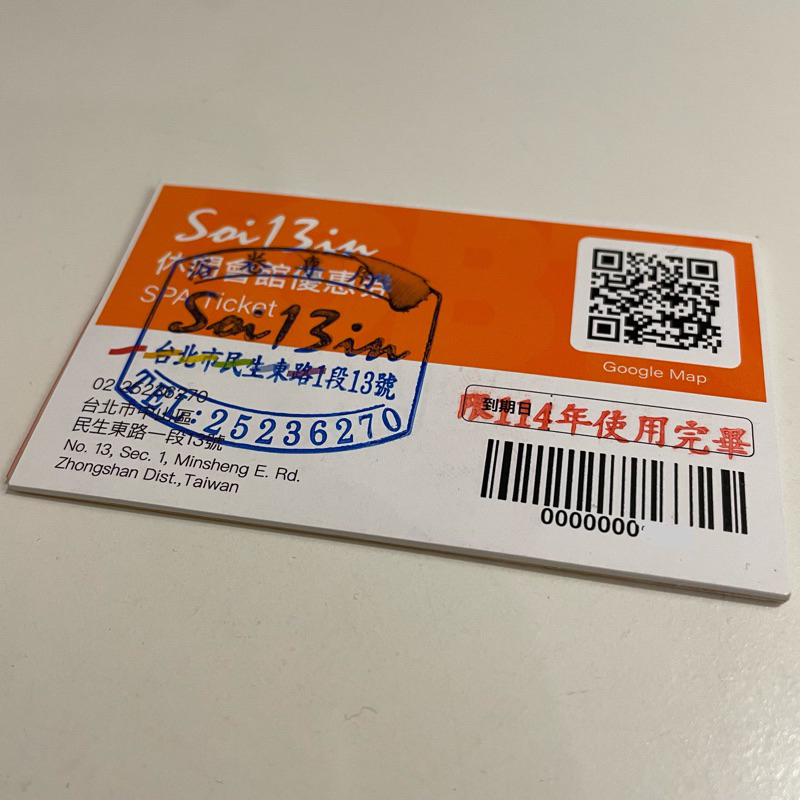 Soi13in
休閒會館優惠券
SPA Ticket
Google Map
Soi13in
台北市民生東路1段13號
TEL:25236270
到期日
限114年使用完畢
02 25236270
台北市中山區
民生東路一段13號
No. 13, Sec. 1, Minsheng E. Rd.
Zhongshan Dist., Taiwan
0000000